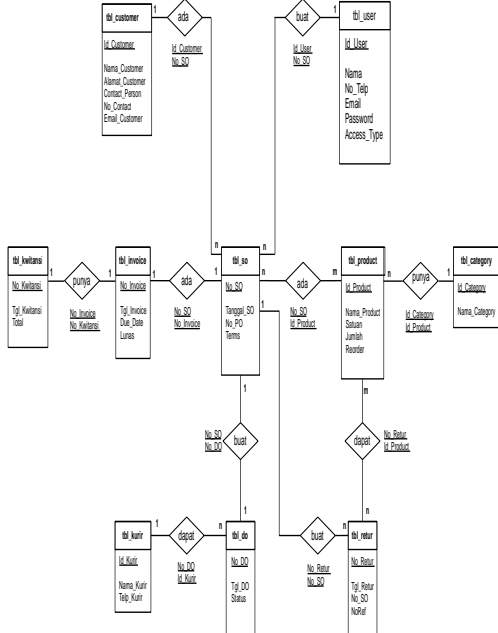 tbl_customer
Id_Customer
Nama_Customer
Alamat_Customer
Contact_Person
No_Contact
Email_Customer
1
ada
Id_Customer
No_SO
n
buat
1
Id_User
No_SO
n
tbl_user
Id_User
Nama
No_Telp
Email
Password
Access_Type
tbl_kwitansi
No_Kwitansi
Tgl_Kwitansi
Total
1
punya
1
No_Invoice
No_Kwitansi
tbl_invoice
No_Invoice
Tgl_Invoice
Due_Date
Lunas
1
ada
1
No_SO
No_Invoice
tbl_so
No_SO
Tanggal_SO
No_PO
Terms
n
ada
m
No_SO
Id_Product
tbl_product
Id_Product
Nama_Product
Satuan
Jumlah
Reorder
n
punya
1
Id_Category
Id_Product
tbl_category
Id_Category
Nama_Category
1
1
No_SO
No_DO
buat
1
m
dapat
No_Retur
Id_Product
n
tbl_kurir
Id_Kurir
Nama_Kurir
Telp_Kurir
1
dapat
n
No_DO
Id_Kurir
tbl_do
No_DO
Tgl_DO
Status
buat
n
No_Retur
No_SO
tbl_retur
No_Retur
Tgl_Retur
No_SO
NoRef